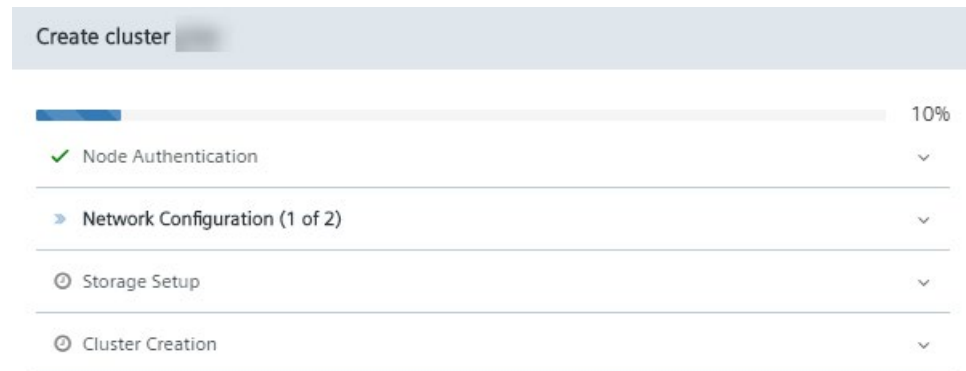 Create cluster
10%
Node Authentication
Network Configuration (1 of 2)
Storage Setup
Cluster Creation